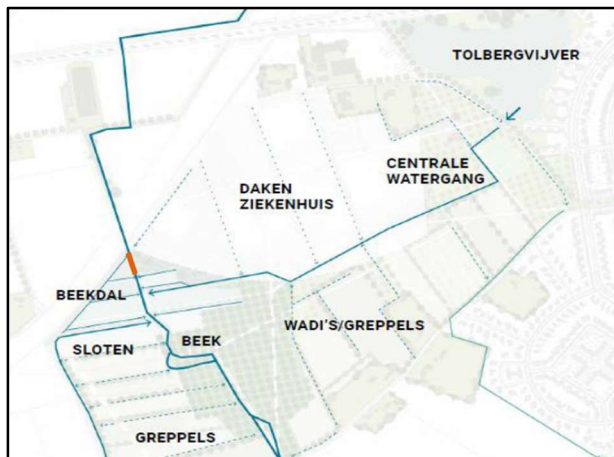 TOLBERGVIJVER
CENTRALE
WATERGANG
DAKEN
ZIEKENHUIS
BEEKDAL
WADI'S/GREPPELS
BEEK
SLOTEN
GREPPELS